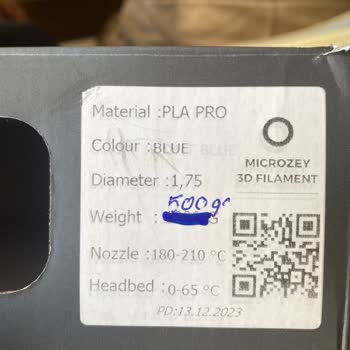 Material :PLA PRO
Colour :BLUE
Diameter :1,75
Weight : 500gr
Nozzle :180-210 °C
Headbed :0-65 °C
PD:13.12.2023
MICROZEY
3D FILAMENT